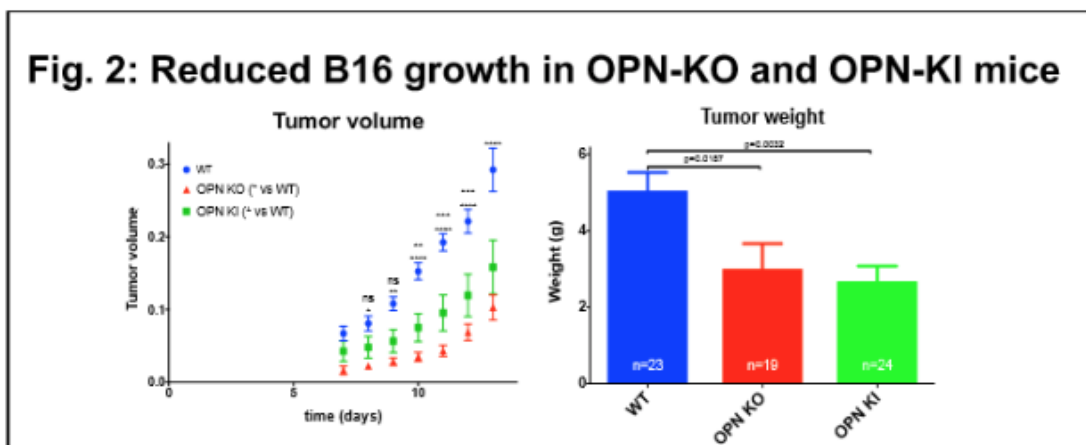 Fig. 2: Reduced B16 growth in OPN-KO and OPN-KI mice
Tumor volume
WT
OPN KO (* vs WT)
OPN KI (+ vs WT)
ns
ns
Tumor volume
0.3
0.2
0.1
0.0
0
5
10
time (days)
Tumor weight
p=0.0032
p=0.0187
Weight (g)
6
4
2
0
n=23
n=19
n=24
WT
OPN KO
OPN KI